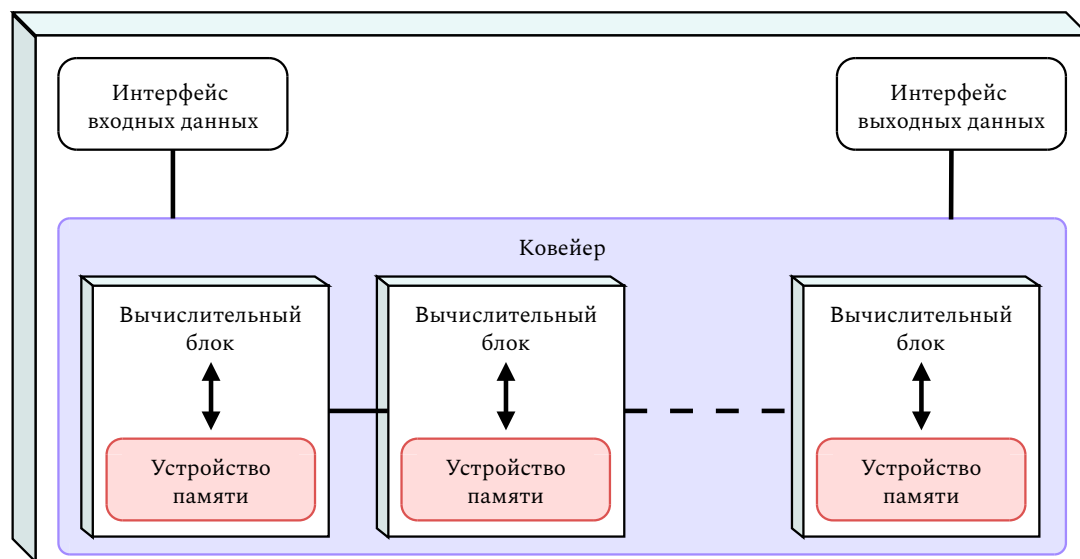 Интерфейс
входных данных
Интерфейс
выходных данных
Ковейер
Вычислительный
блок
Вычислительный
блок
Вычислительный
блок
Устройство
памяти
Устройство
памяти
Устройство
памяти